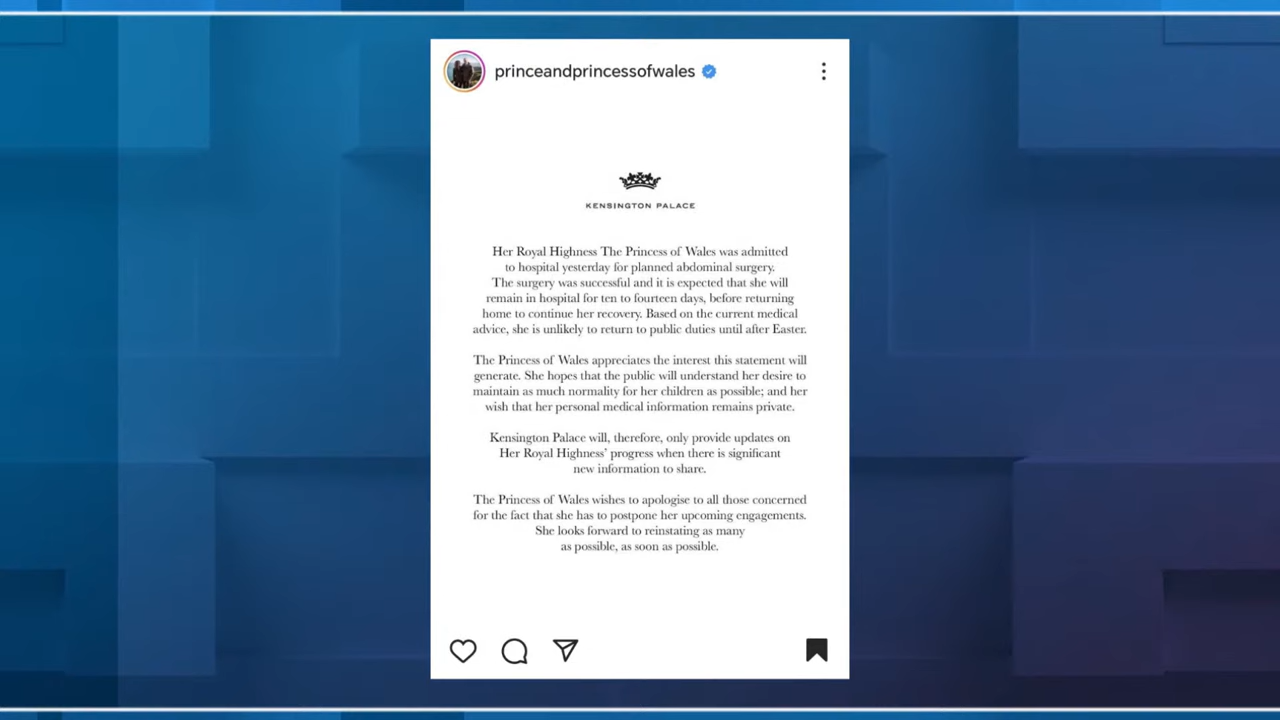 princeandprincessofwales
KENSINGTON PALACE
Her Royal Highness The Princess of Wales was admitted
to hospital yesterday for planned abdominal surgery.
The surgery was successful and it is expected that she will
remain in hospital for ten to fourteen days, before returning
home to continue her recovery. Based on the current medical
advice, she is unlikely to return to public duties until after Easter.
The Princess of Wales appreciates the interest this statement will
generate. She hopes that the public will understand her desire to
maintain as much normality for her children as possible; and her
wish that her personal medical information remains private.
Kensington Palace will, therefore, only provide updates on
Her Royal Highness’ progress when there is significant
new information to share.
The Princess of Wales wishes to apologise to all those concerned
for the fact that she has to postpone her upcoming engagements.
She looks forward to reinstating as many
as possible, as soon as possible.